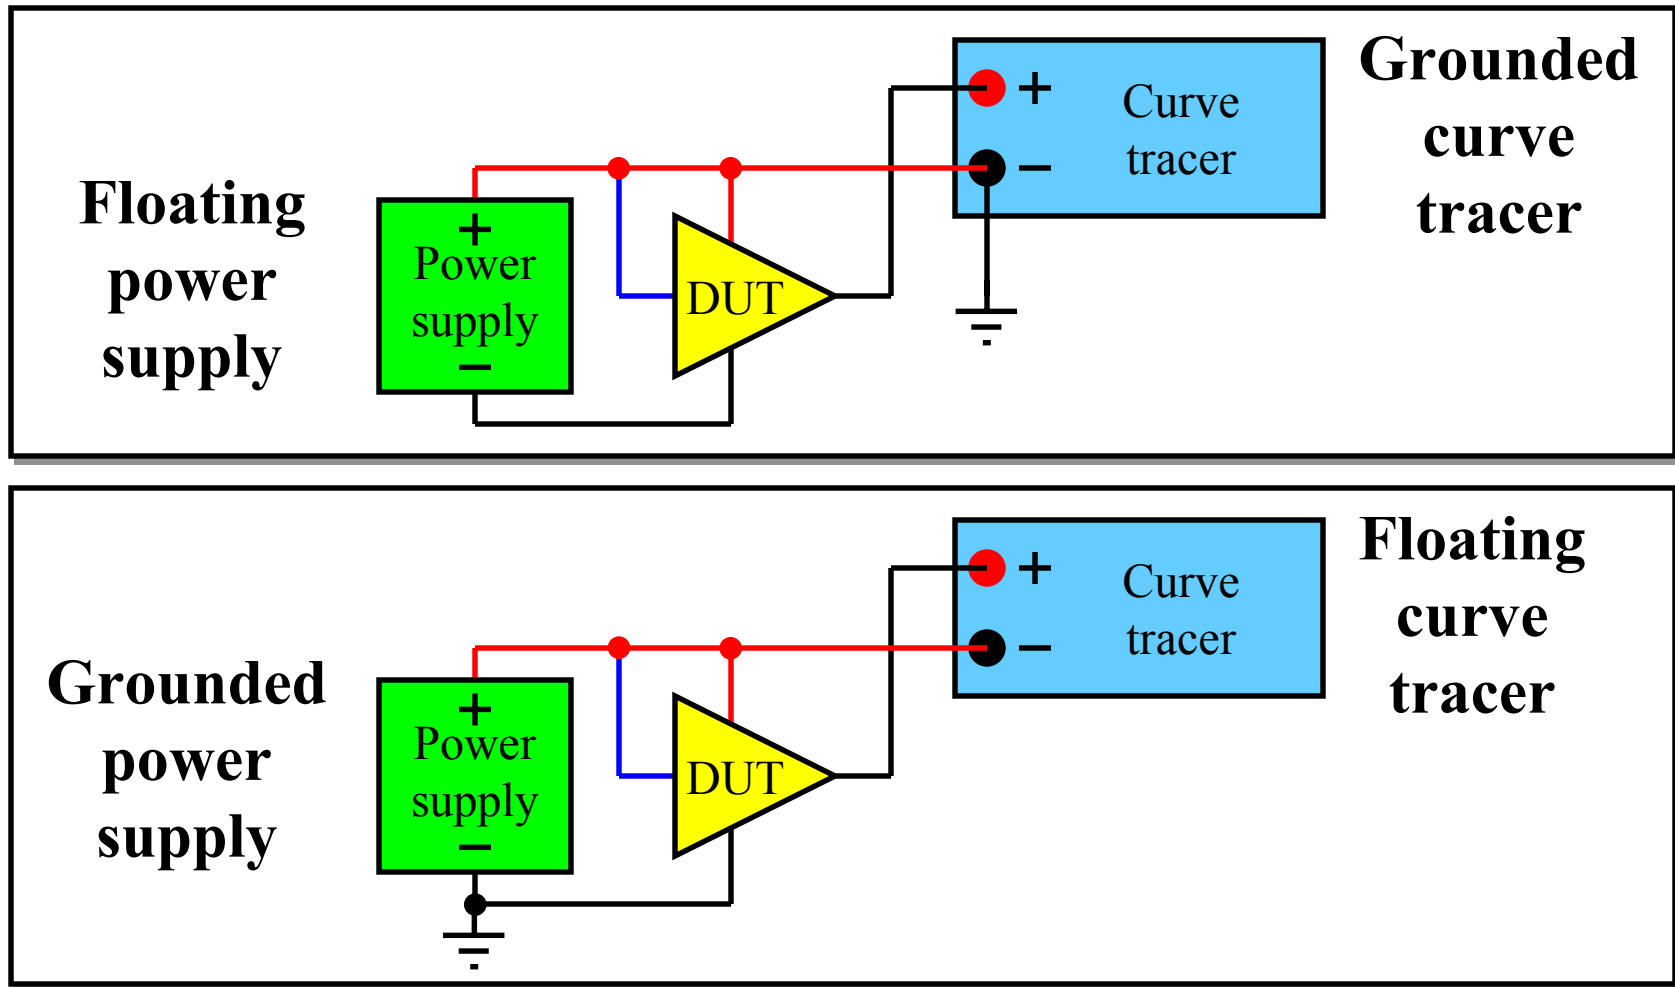 Grounded
curve
tracer
+
Curve
tracer
−
Floating
power
supply
+
Power
supply
−
DUT
Floating
curve
tracer
+
Curve
tracer
−
Grounded
power
supply
+
Power
supply
−
DUT